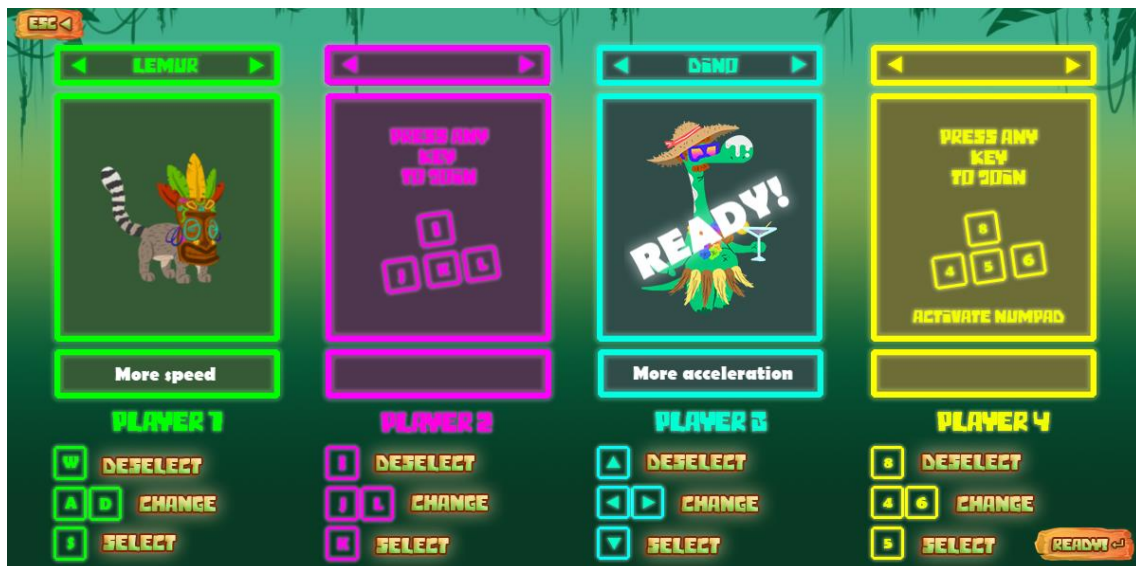 ESC
LEMUR
DINO
PRESS ANY
KEY
TO JOIN
I
J K L
READY!
PRESS ANY
KEY
TO JOIN
8
4 5 6
ACTIVATE NUMPAD
More speed
More acceleration
PLAYER 1
PLAYER 2
PLAYER 3
PLAYER 4
W DESELECT
I DESELECT
DESELECT
8 DESELECT
A D CHANGE
J L CHANGE
CHANGE
4 6 CHANGE
S SELECT
K SELECT
SELECT
5 SELECT
READY!